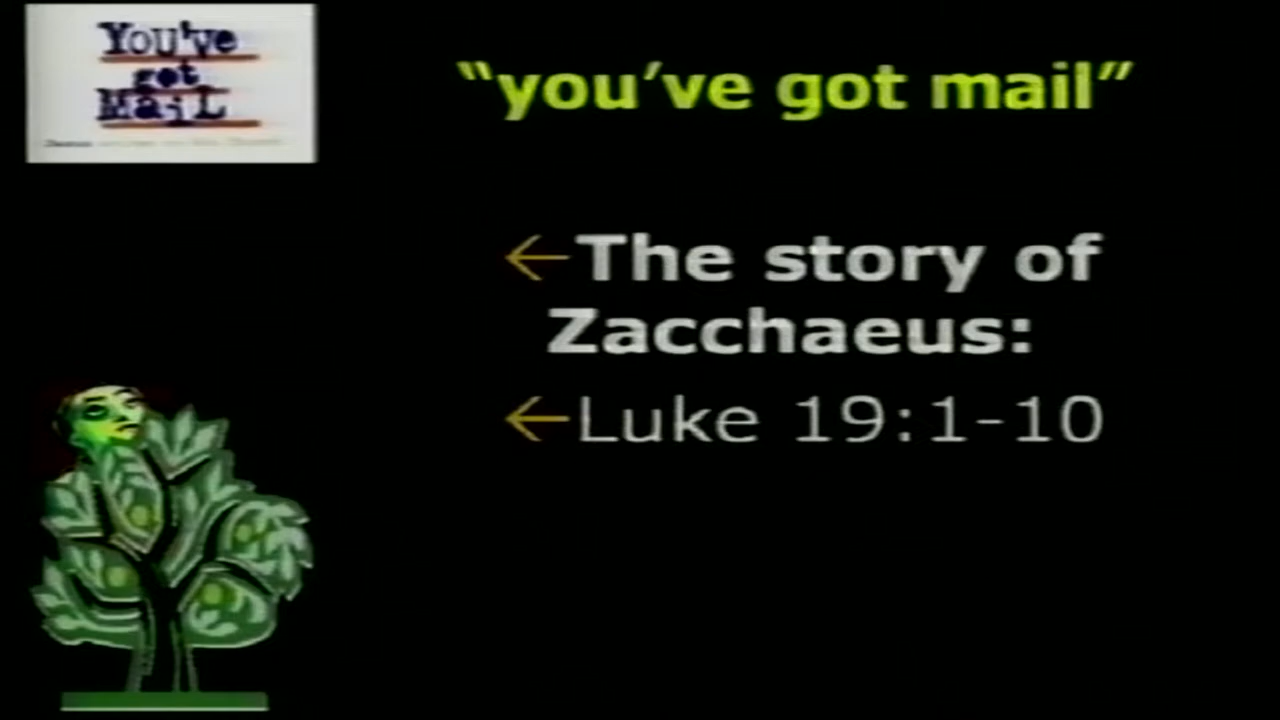 You've
got
MaiL
“you’ve got mail”
←The story of
Zacchaeus:
←Luke 19:1-10